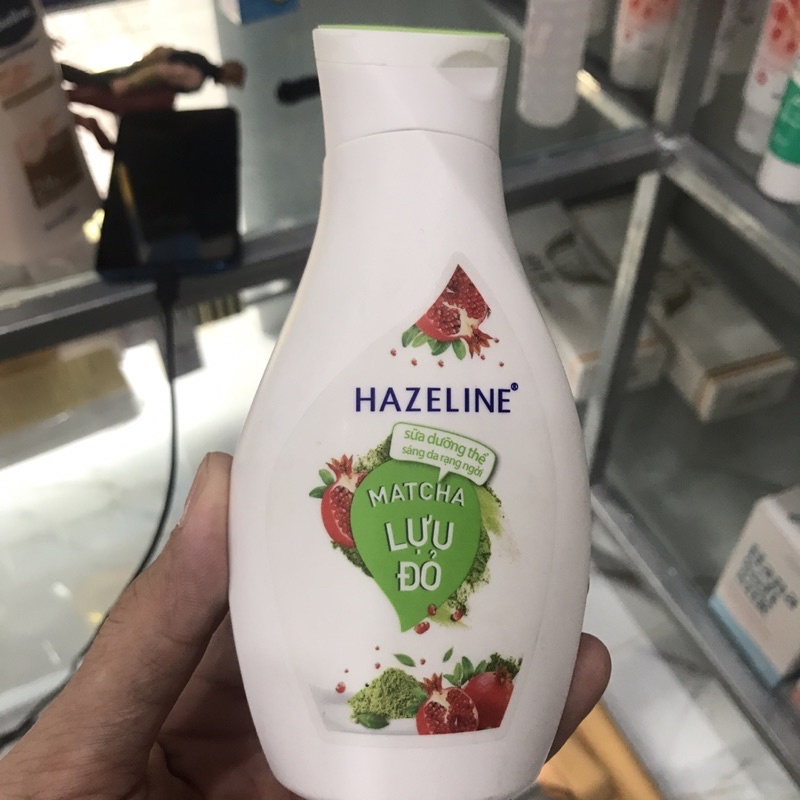 HAZELINE®
sữa dưỡng thể
sáng da rạng ngời
MATCHA
LỰU
ĐỎ